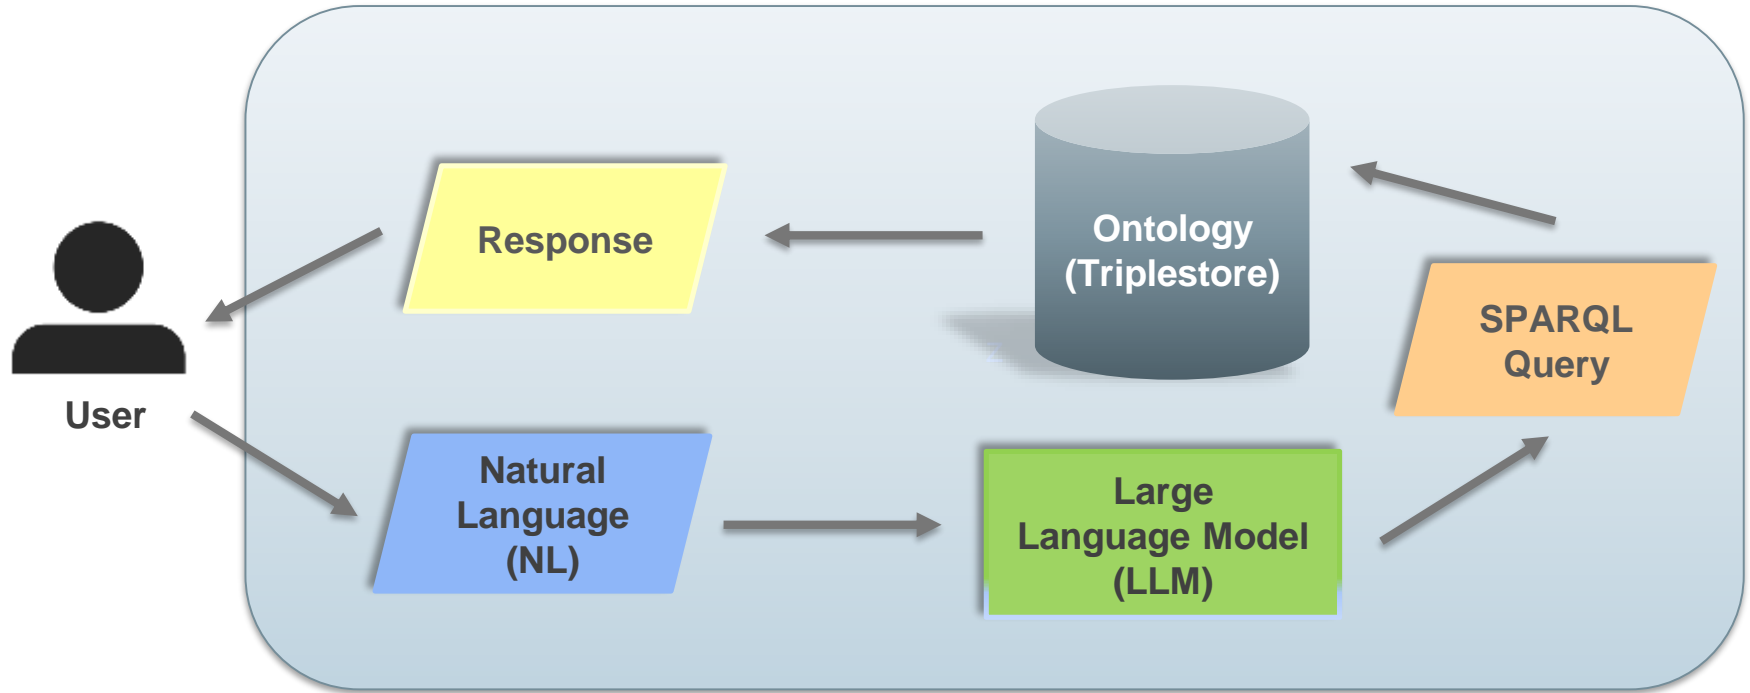 Response
Ontology
(Triplestore)
SPARQL
Query
User
Natural
Language
(NL)
Large
Language Model
(LLM)